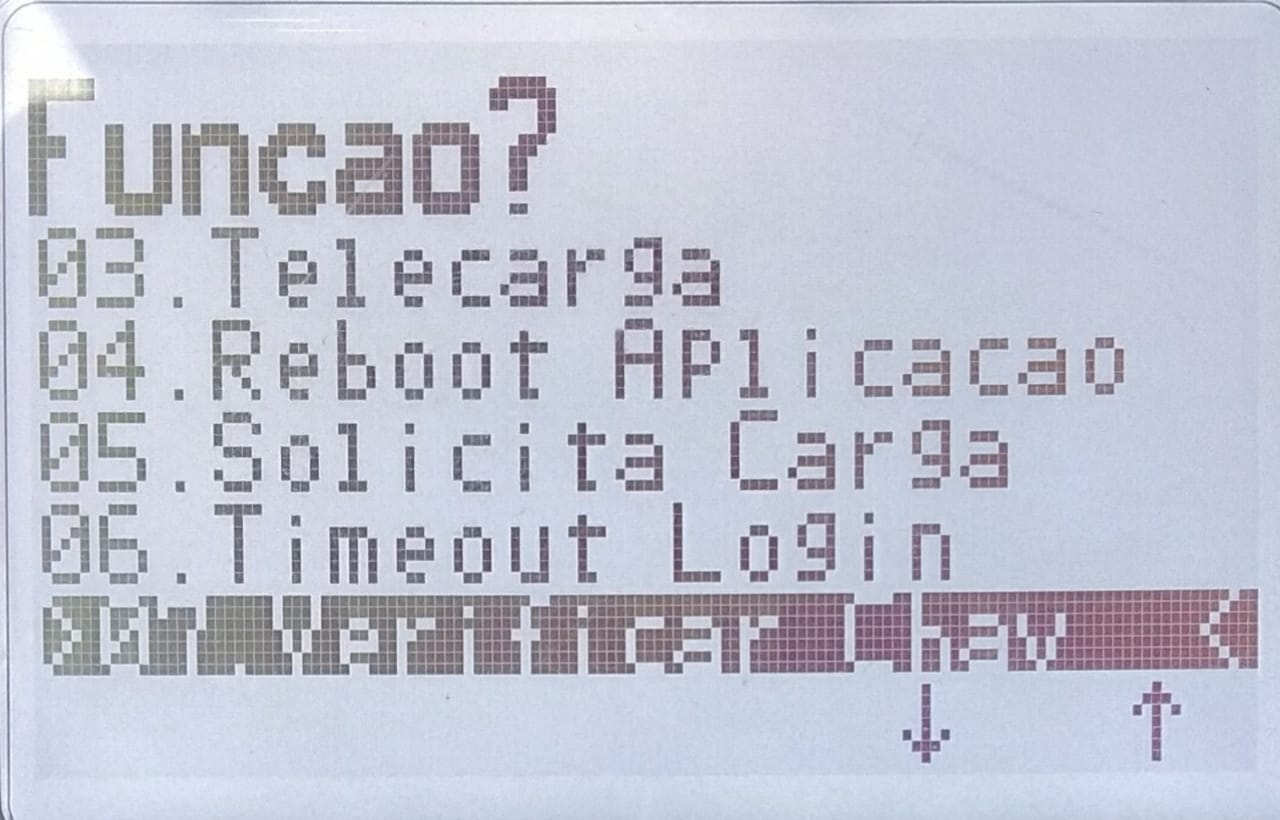 Funcao?
03.Telecarga
04.Reboot Aplicacao
05.Solicita Carga
06.Timeout Login
Verificar